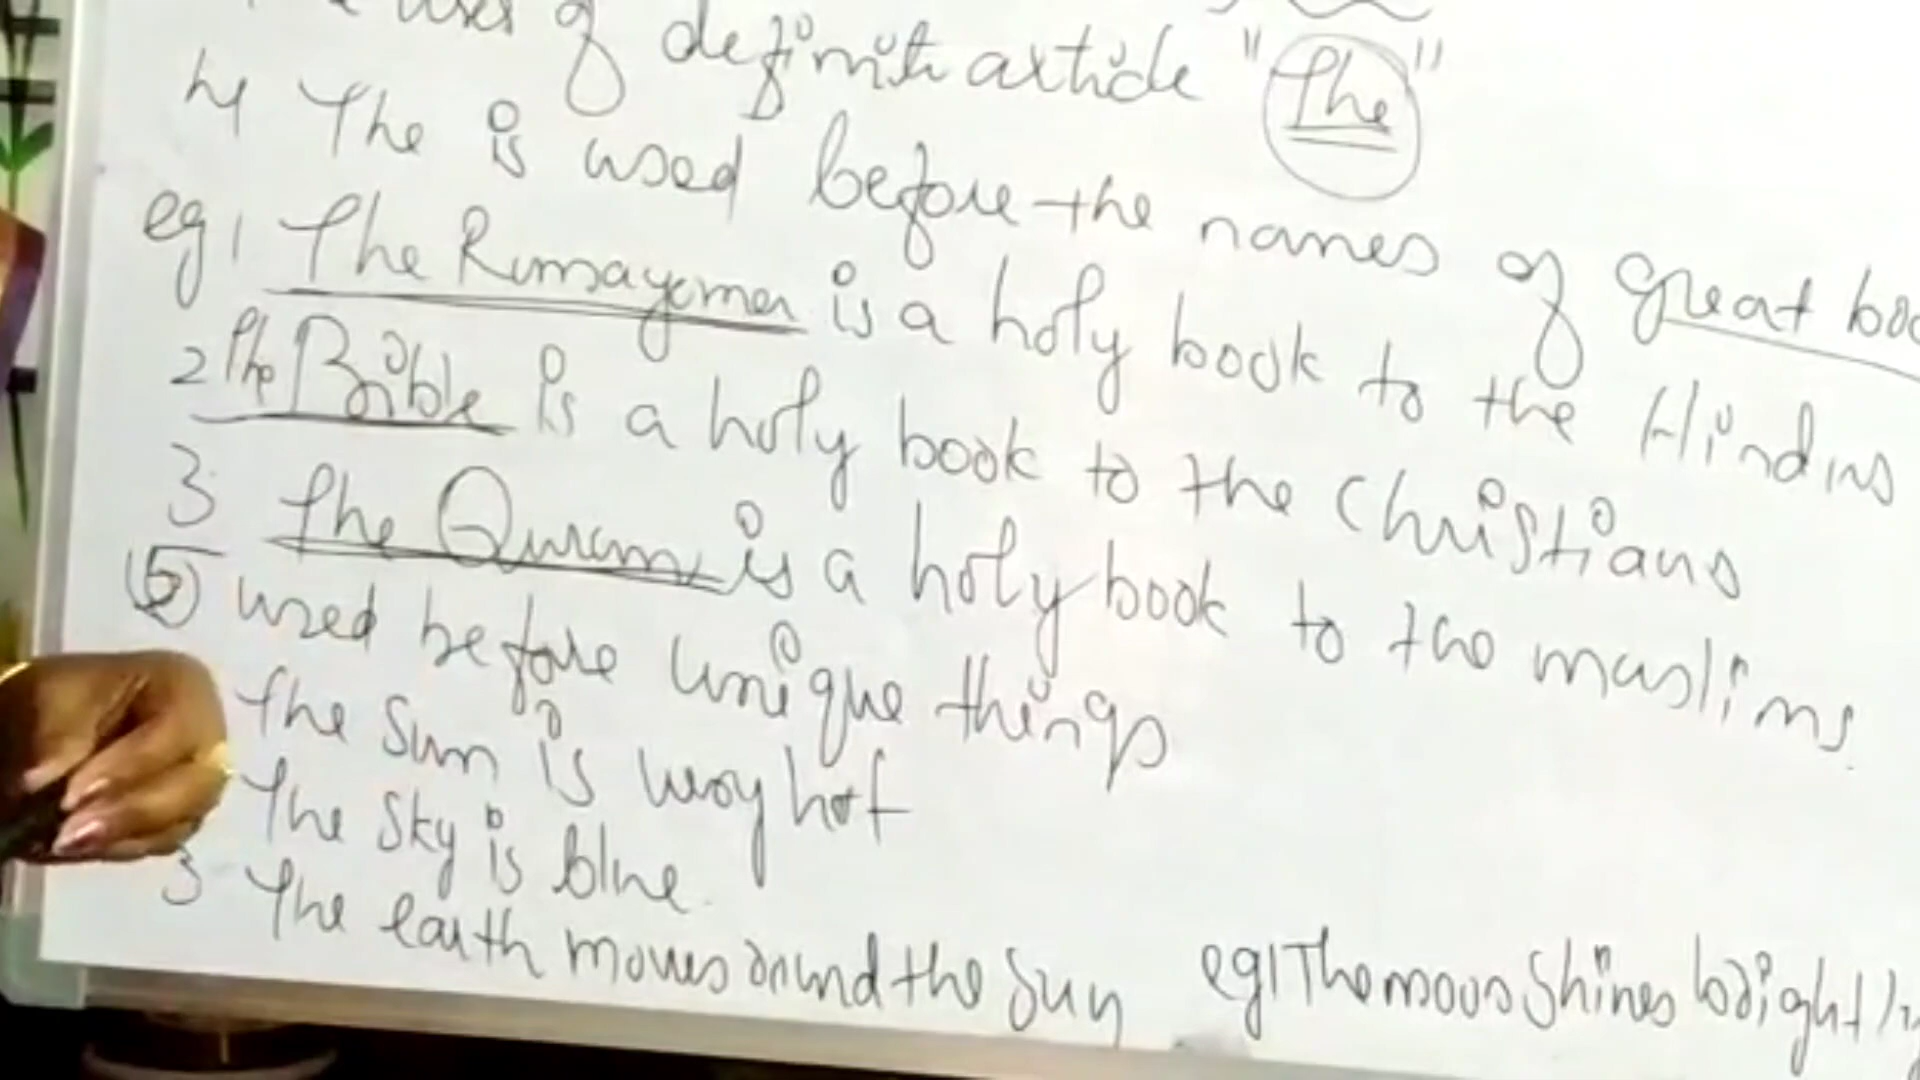 uses of definite article "The"
4 The is used before the names of great boo
eg 1 The Ramayana is a holy book to the Hindus
2 The Bible is a holy book to the Christians
3 The Quran is a holy book to the muslims.
5 used before unique things
The Sun is very hot
The Sky is blue.
3 The earth moves around the Sun
eg 1 The moon Shines brightly